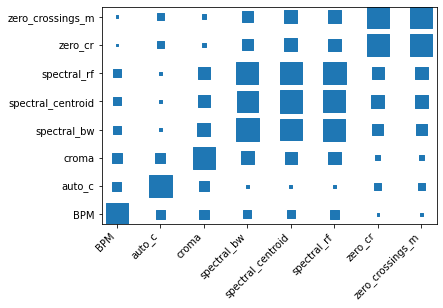 zero_crossings_m
zero_cr
spectral_rf
spectral_centroid
spectral_bw
croma
auto_c
BPM
BPM
auto_c
croma
spectral_bw
spectral_centroid
spectral_rf
zero_cr
zero_crossings_m